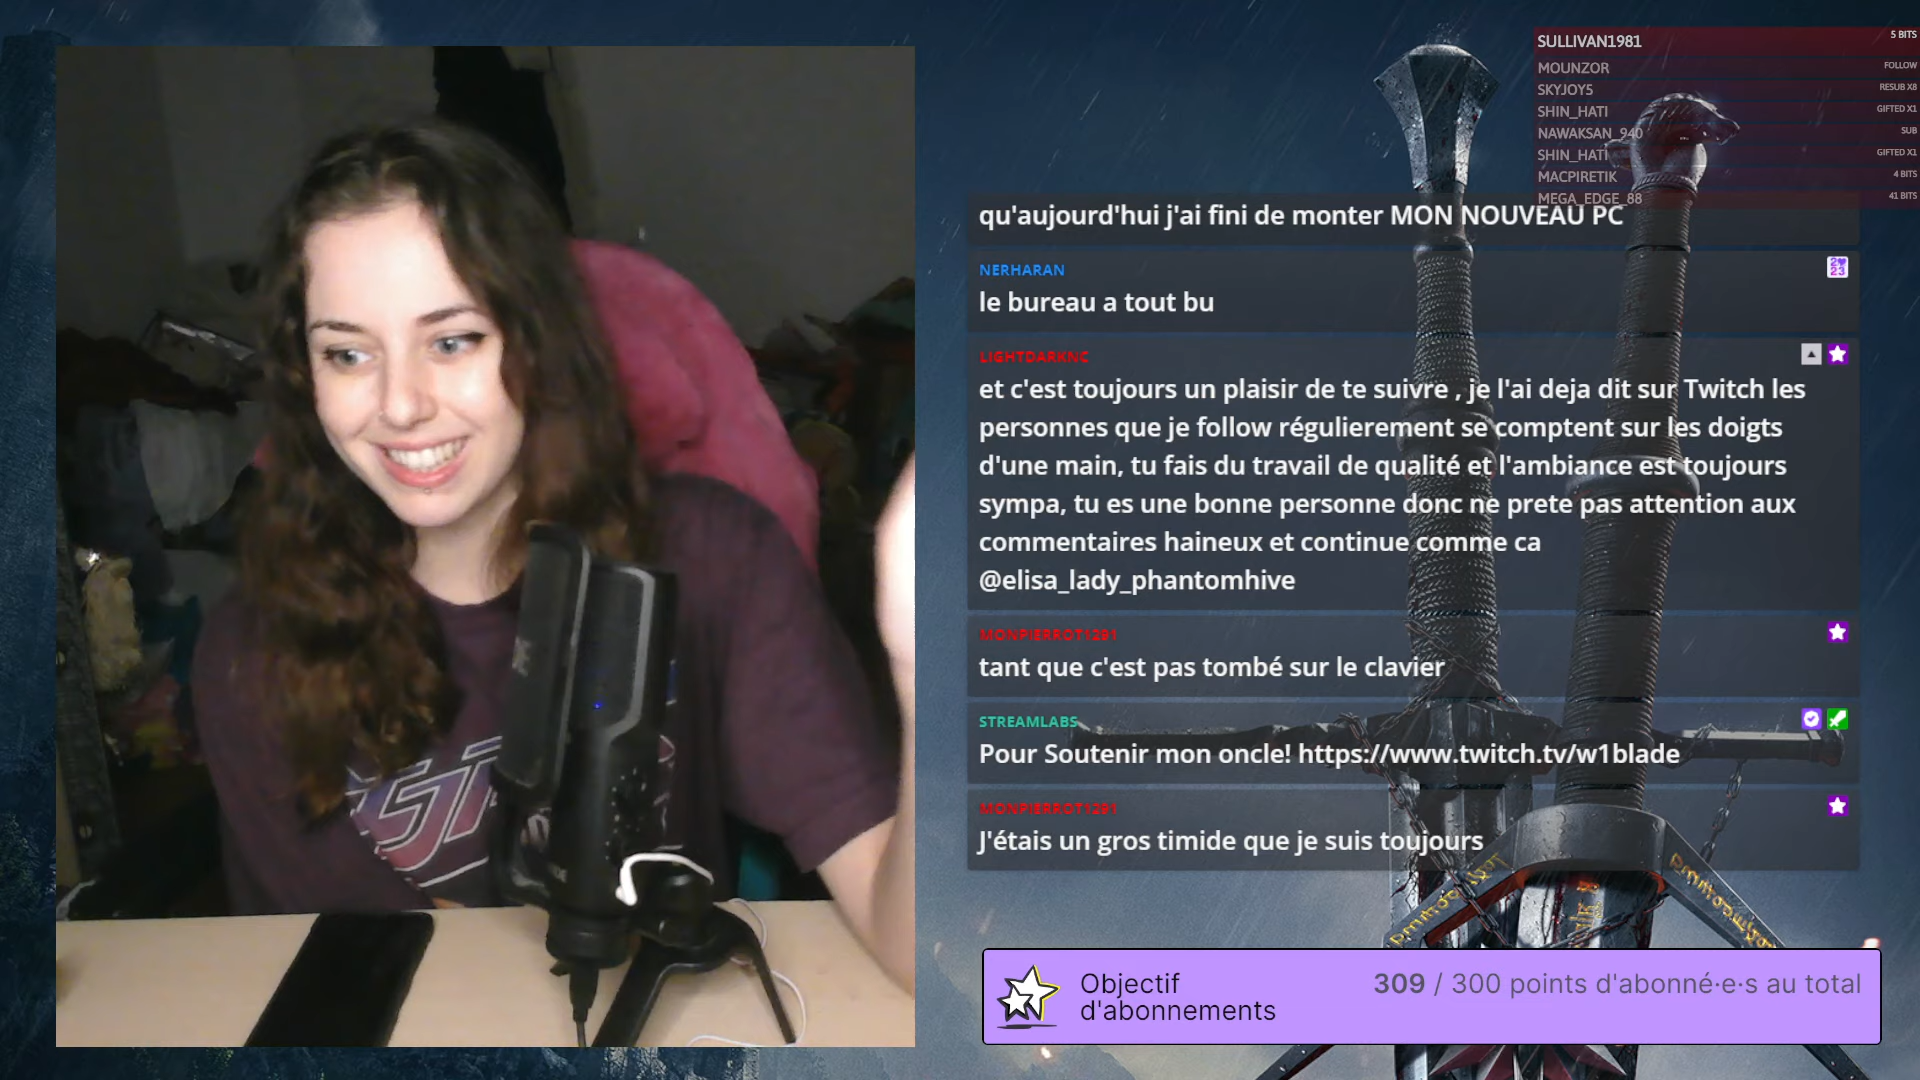 SULLIVAN1981 5 BITS
MOUNZOR FOLLOW
SKYJOY5 RESUB X8
SHIN_HATI GIFTED X1
NAWAKSAN_940 SUB
SHIN_HATI GIFTED X1
MACPIRETIK 4 BITS
MEGA_EDGE_88 41 BITS
qu'aujourd'hui j'ai fini de monter MON NOUVEAU PC
NERHARAN
le bureau a tout bu
LIGHTDARKNC
et c'est toujours un plaisir de te suivre , je l'ai deja dit sur Twitch les
personnes que je follow régulierement se comptent sur les doigts
d'une main, tu fais du travail de qualité et l'ambiance est toujours
sympa, tu es une bonne personne donc ne prete pas attention aux
commentaires haineux et continue comme ca
@elisa_lady_phantomhive
MONPIERROT1291
tant que c'est pas tombé sur le clavier
STREAMLABS
Pour Soutenir mon oncle! https://www.twitch.tv/w1blade
MONPIERROT1291
J'étais un gros timide que je suis toujours
Objectif
d'abonnements
309 / 300 points d'abonné·e·s au total